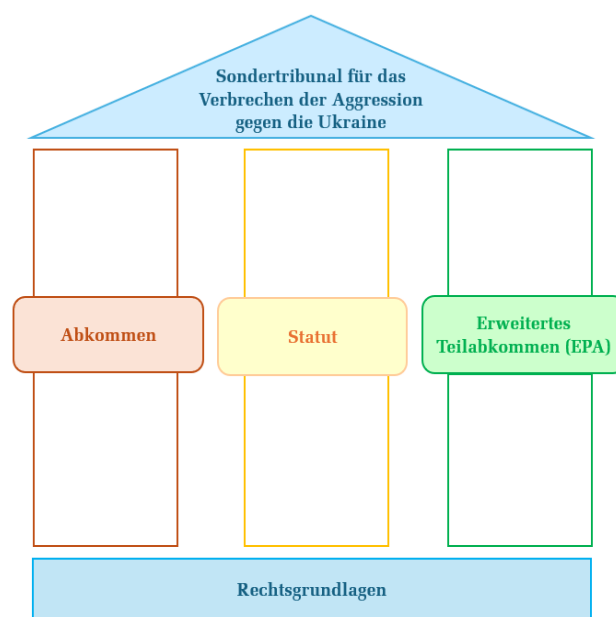 Sondertribunal für das
Verbrechen der Aggression
gegen die Ukraine
Abkommen
Statut
Erweitertes
Teilabkommen (EPA)
Rechtsgrundlagen